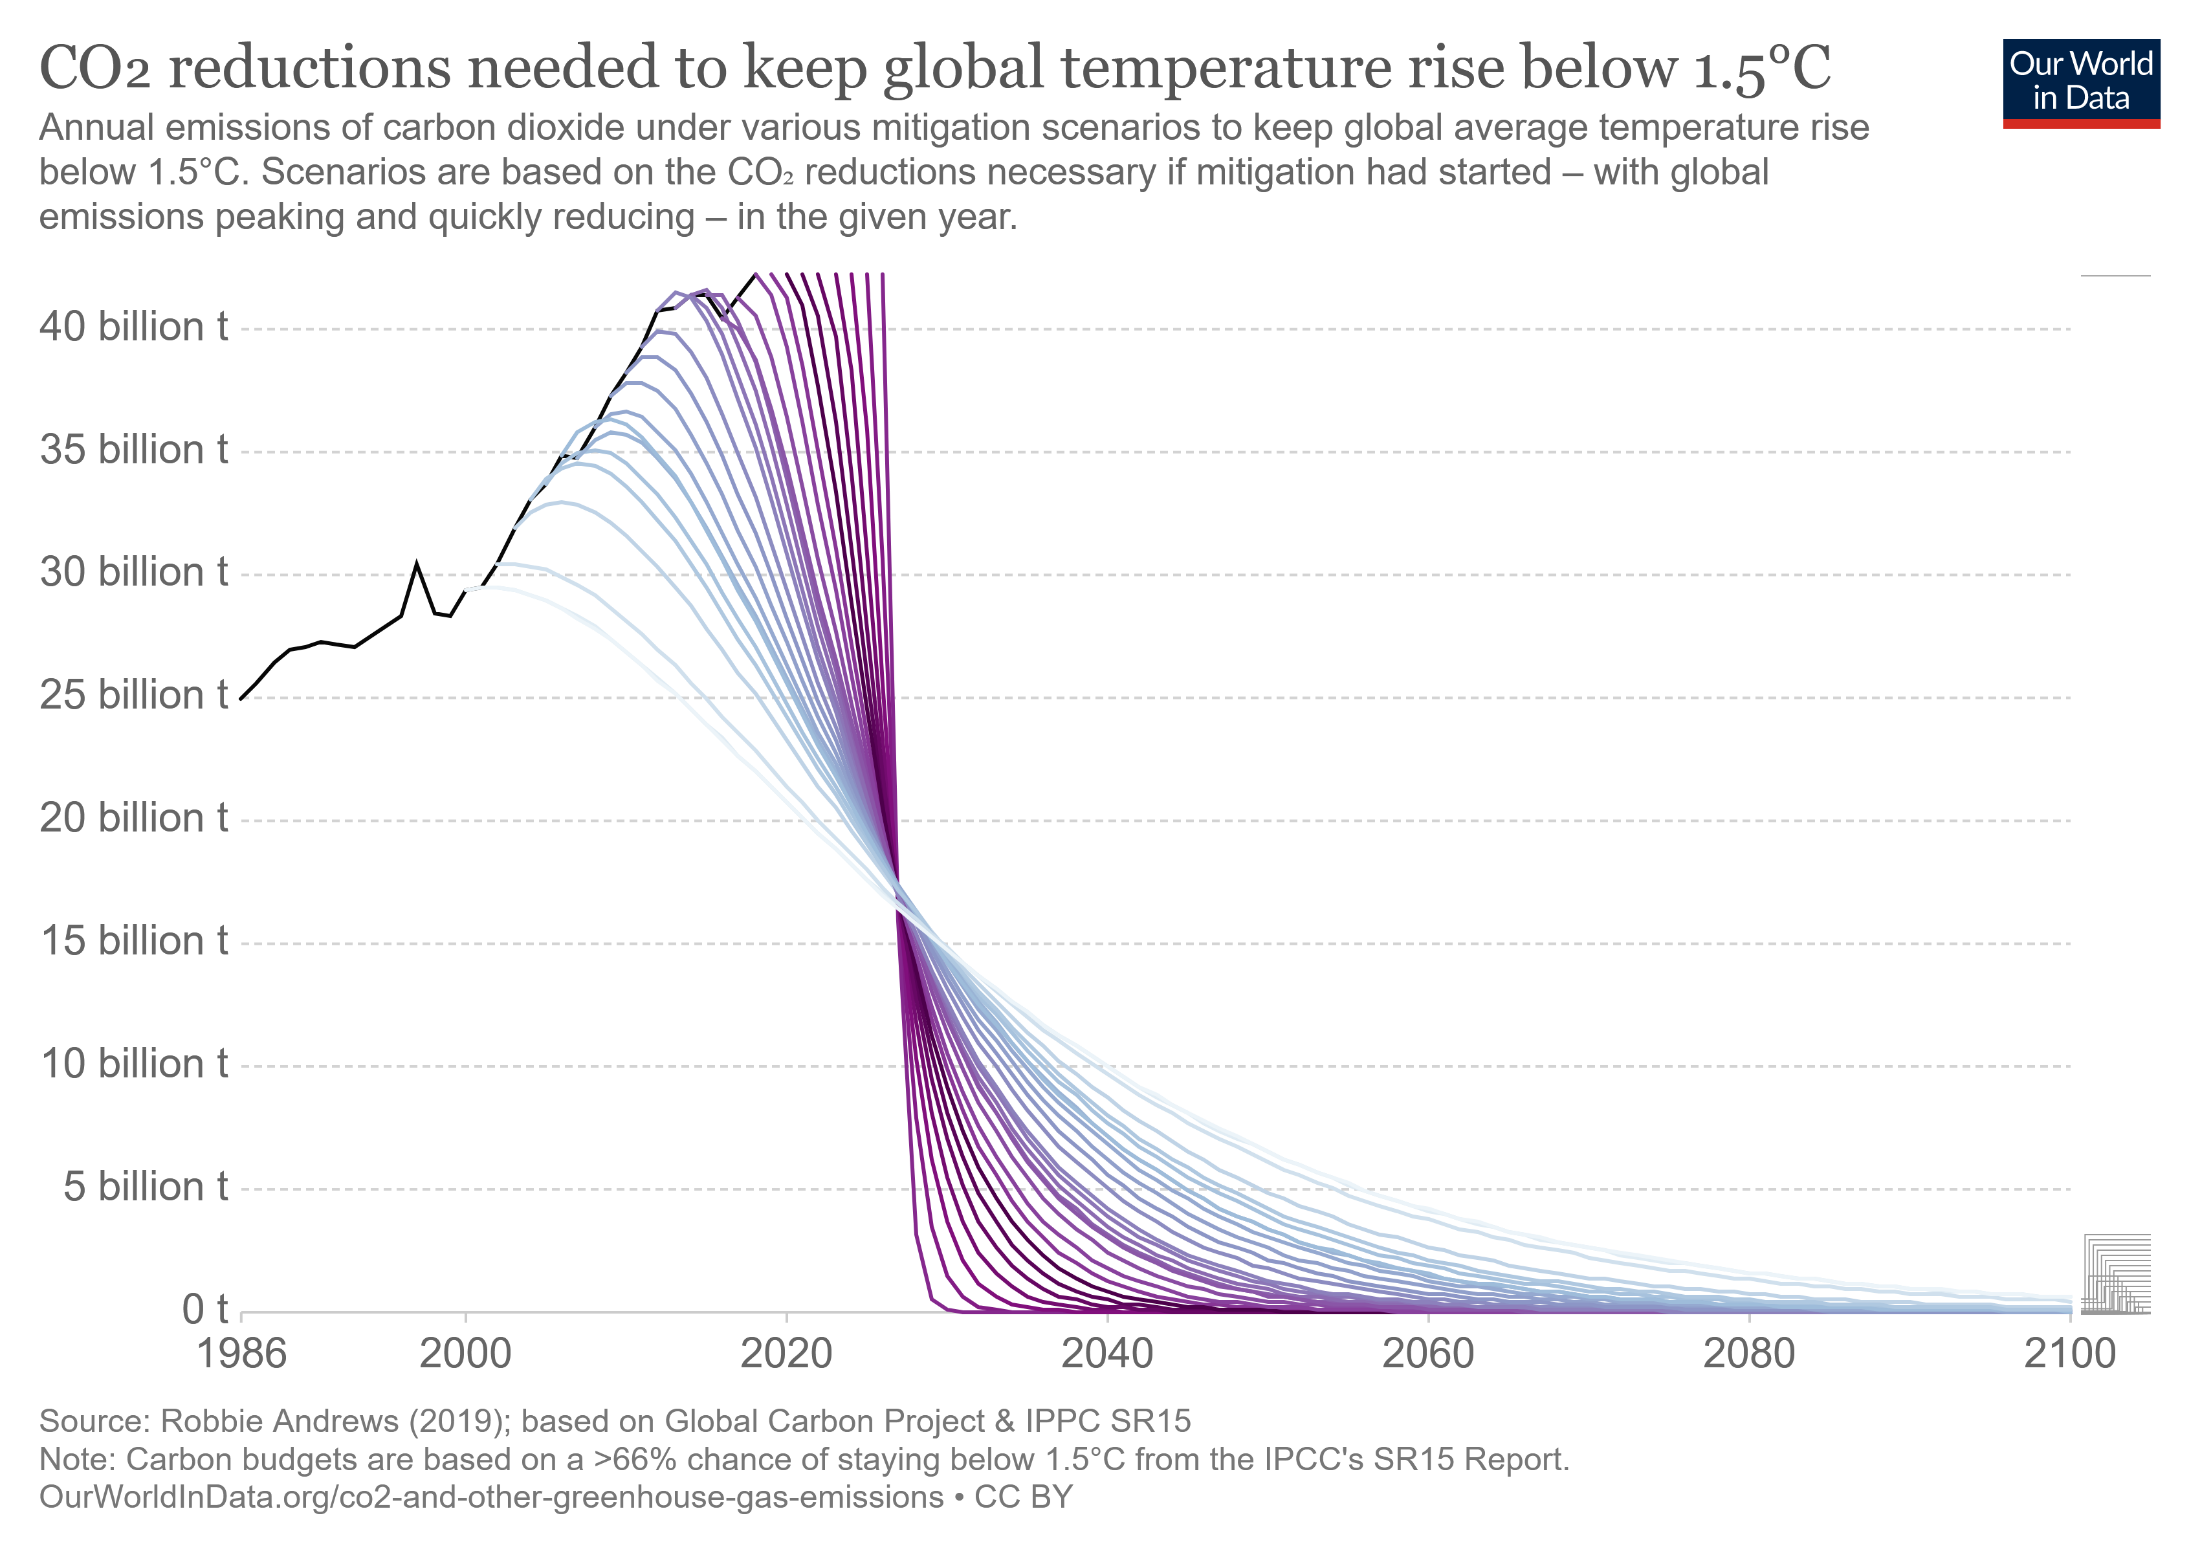 CO2 reductions needed to keep global temperature rise below 1.5°C
Our World
in Data
Annual emissions of carbon dioxide under various mitigation scenarios to keep global average temperature rise
below 1.5°C. Scenarios are based on the CO₂ reductions necessary if mitigation had started – with global
emissions peaking and quickly reducing – in the given year.
40 billion t
35 billion t
30 billion t
25 billion t
20 billion t
15 billion t
10 billion t
5 billion t
0 t
1986 2000 2020 2040 2060 2080 2100
Source: Robbie Andrews (2019); based on Global Carbon Project & IPPC SR15
Note: Carbon budgets are based on a >66% chance of staying below 1.5°C from the IPCC's SR15 Report.
OurWorldInData.org/co2-and-other-greenhouse-gas-emissions • CC BY